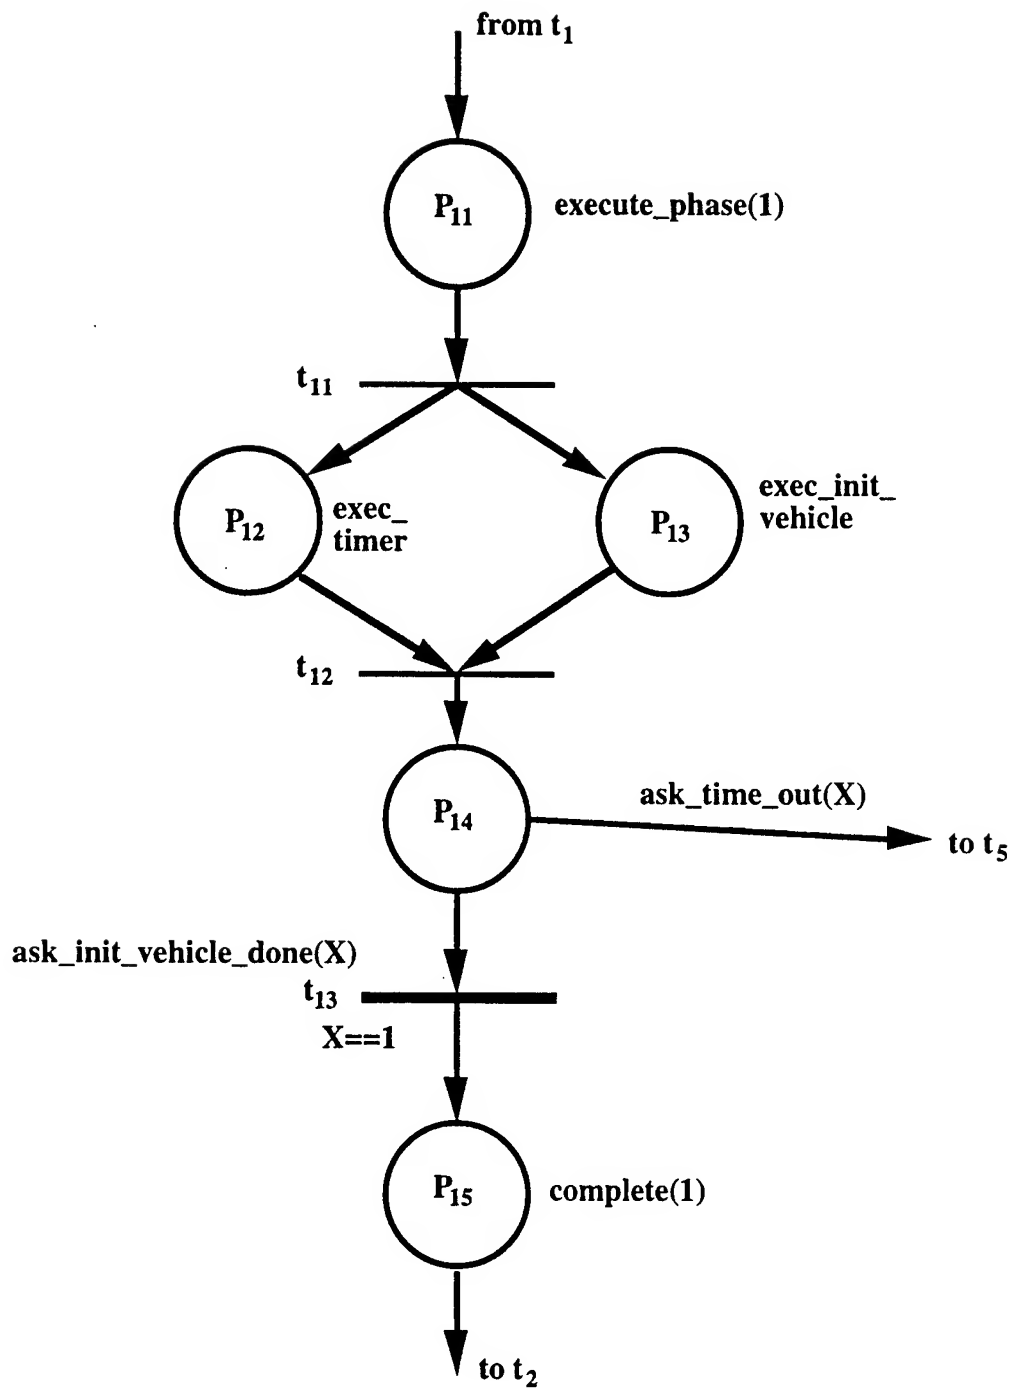 from t₁
P₁₁ execute_phase(1)
t₁₁
P₁₂ exec_
timer
P₁₃ exec_init_
vehicle
t₁₂
P₁₄
ask_time_out(X)
to t₅
ask_init_vehicle_done(X)
t₁₃
X==1
P₁₅ complete(1)
to t₂